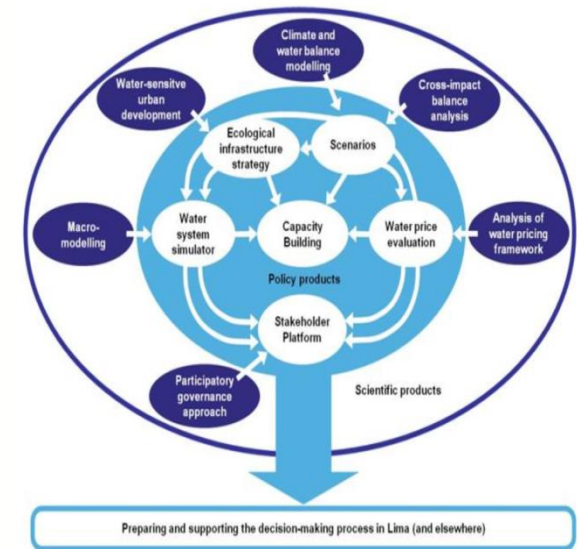 Climate and
water balance
modelling
Water-sensitve
urban
development
Cross-impact
balance
analysis
Ecological
infrastructure
strategy
Scenarios
Macro-
modelling
Water
system
simulator
Capacity
Building
Water price
evaluation
Analysis of
water pricing
framework
Policy products
Stakeholder
Platform
Participatory
governance
approach
Scientific products
Preparing and supporting the decision-making process in Lima (and elsewhere)